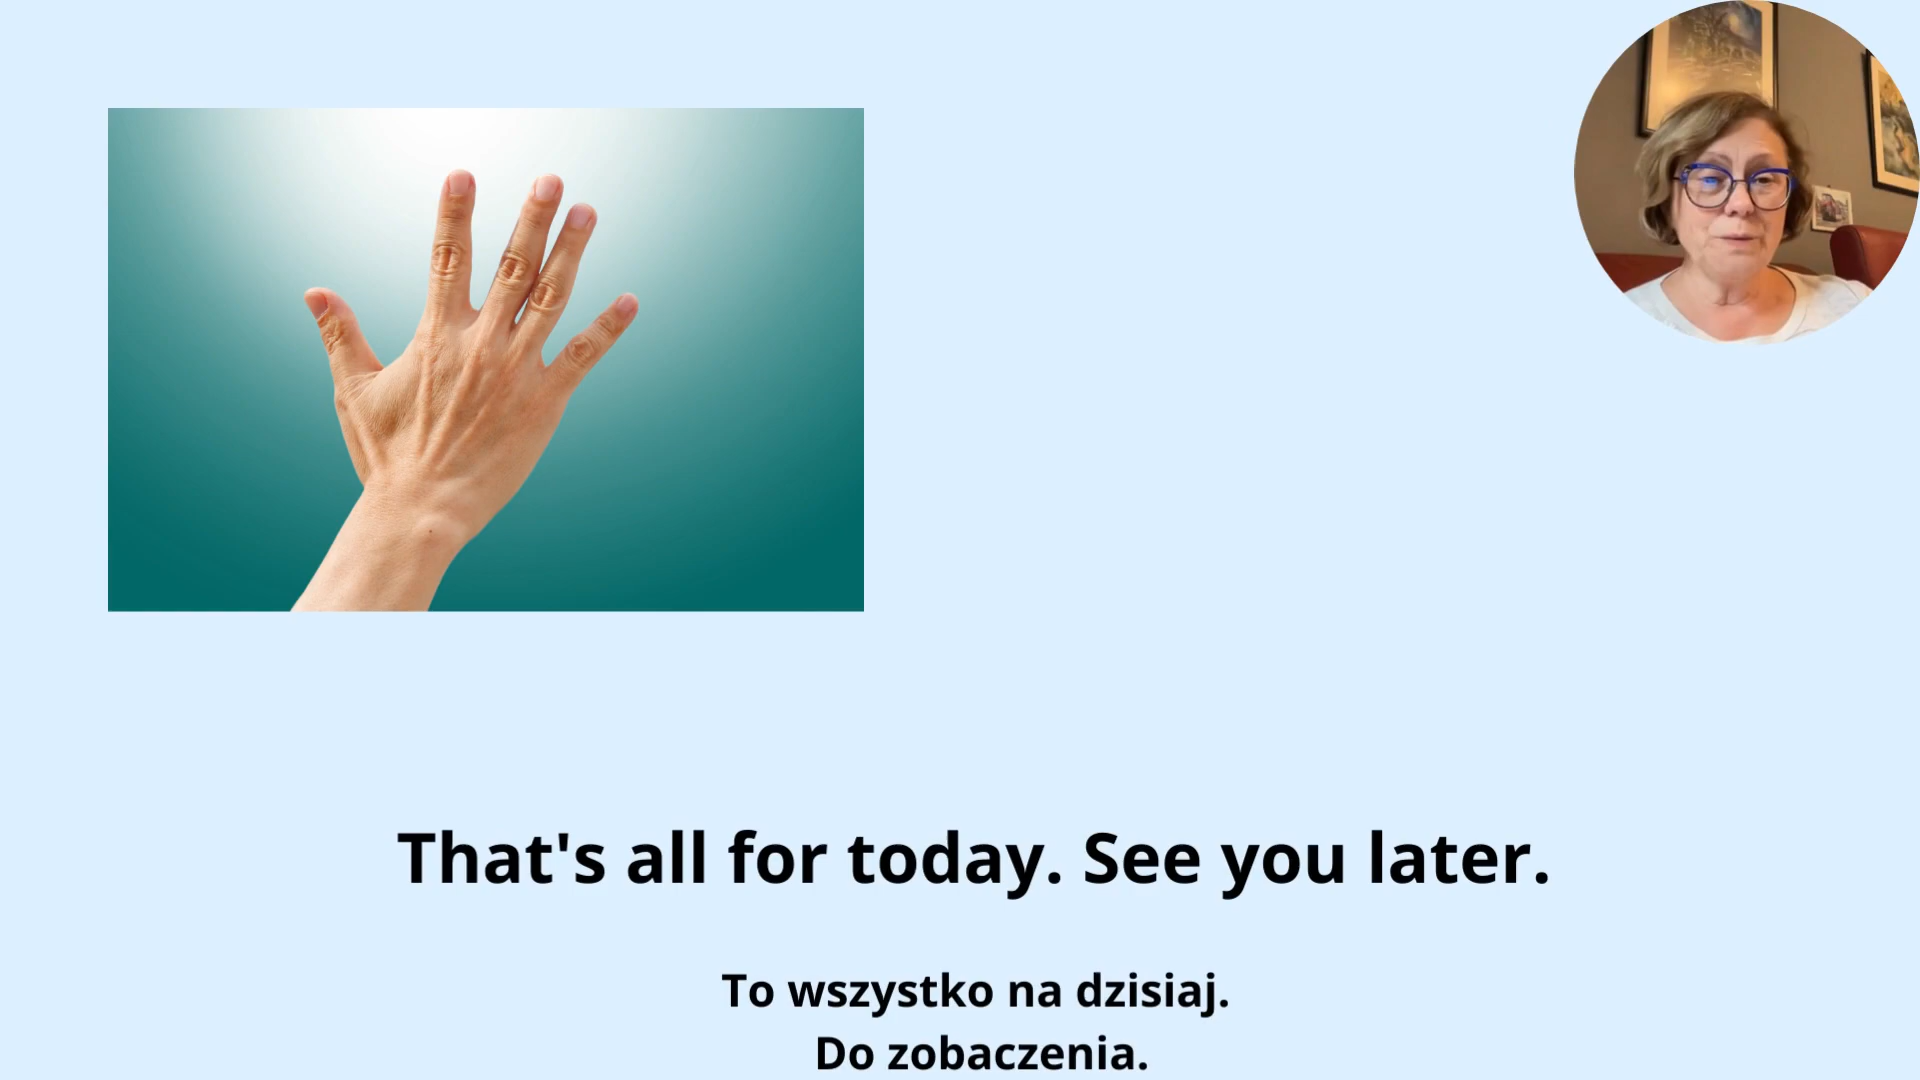 That's all for today. See you later.
To wszystko na dzisiaj.
Do zobaczenia.